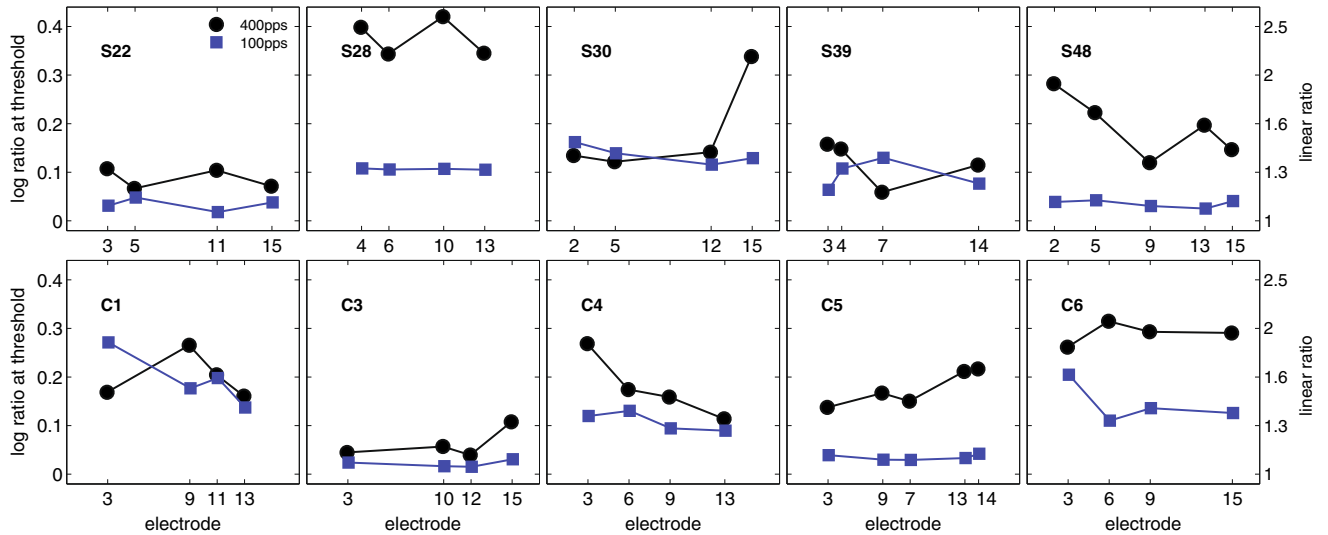 400pps
100pps
S22
S28
S30
S39
S48
log ratio at threshold
0.4
0.3
0.2
0.1
0
2.5
2
1.6
1.3
1
linear ratio
3 5 11 15
4 6 10 13
2 5 12 15
3 4 7 14
2 5 9 13 15
C1
C3
C4
C5
C6
log ratio at threshold
0.4
0.3
0.2
0.1
0
2.5
2
1.6
1.3
1
linear ratio
3 9 11 13
3 10 12 15
3 6 9 13
3 9 7 13 14
3 6 9 15
electrode
electrode
electrode
electrode
electrode